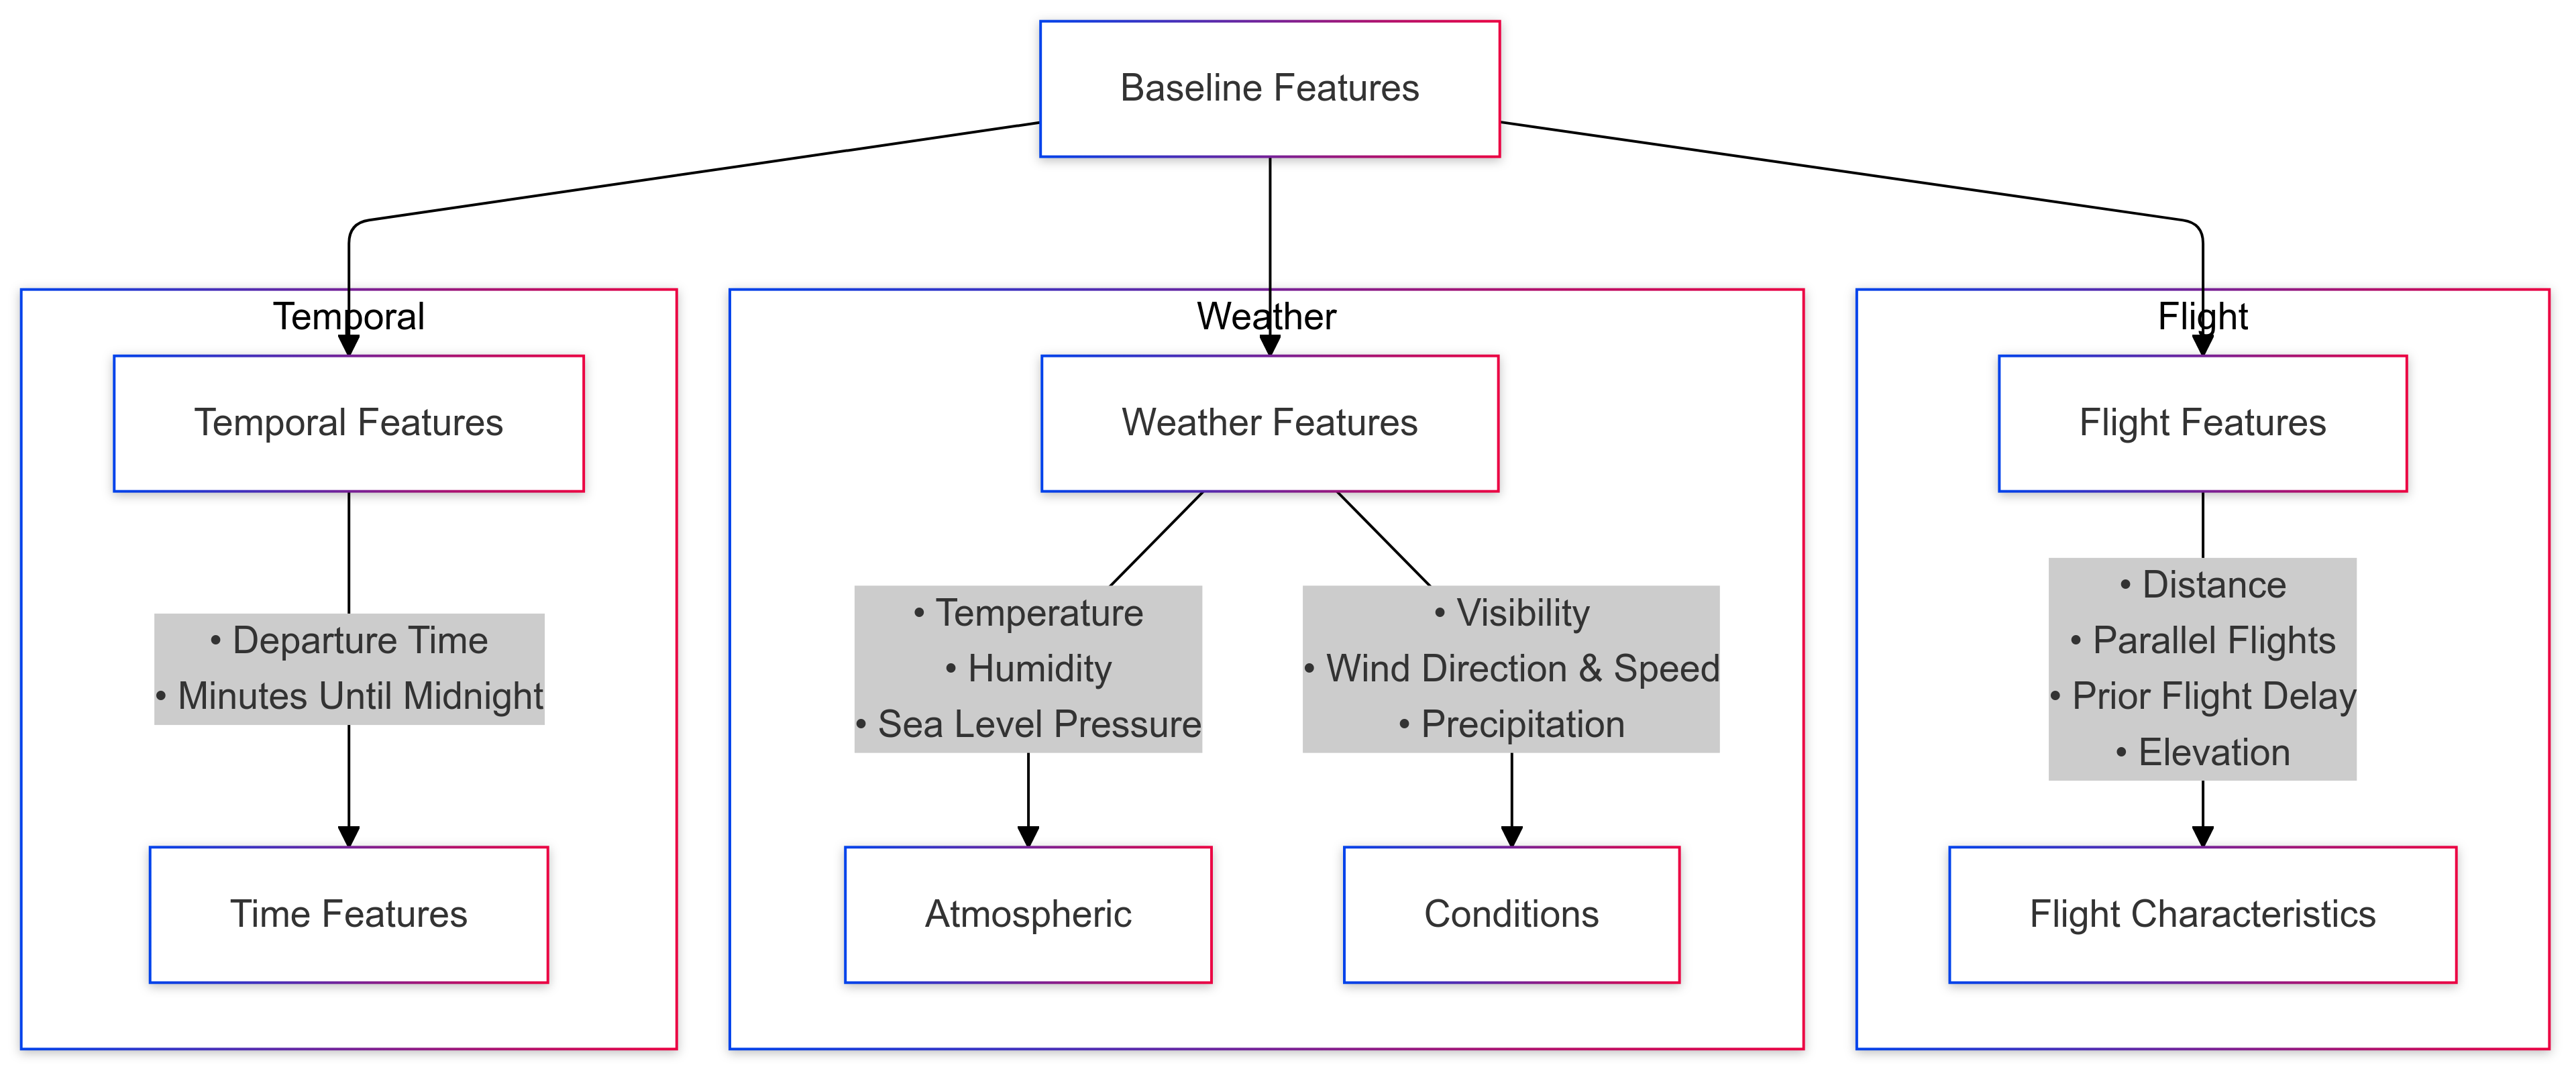 Baseline Features
Temporal
Temporal Features
• Departure Time
• Minutes Until Midnight
Time Features
Weather
Weather Features
• Temperature
• Humidity
• Sea Level Pressure
• Visibility
• Wind Direction & Speed
• Precipitation
Atmospheric
Conditions
Flight
Flight Features
• Distance
• Parallel Flights
• Prior Flight Delay
• Elevation
Flight Characteristics